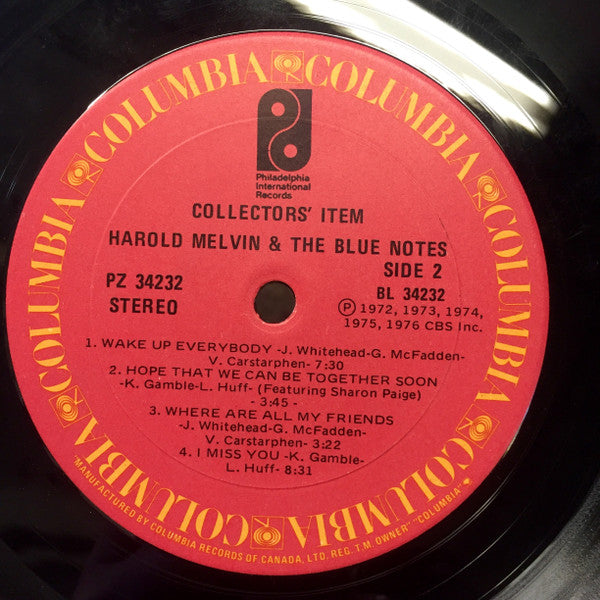 COLUMBIA COLUMBIA COLUMBIA COLUMBIA COLUMBIA COLUMBIA COLUMBIA COLUMBIA
Philadelphia
International
Records
COLLECTORS' ITEM
HAROLD MELVIN & THE BLUE NOTES
PZ 34232
SIDE 2
STEREO
BL 34232
Ⓟ 1972, 1973, 1974,
1975, 1976 CBS Inc.
1. WAKE UP EVERYBODY -J. Whitehead-G. McFadden-
V. Carstarphen- 7:30
2. HOPE THAT WE CAN BE TOGETHER SOON
-K. Gamble-L. Huff- (Featuring Sharon Paige)
- 3:45 -
3. WHERE ARE ALL MY FRIENDS
-J. Whitehead-G. McFadden-
V. Carstarphen- 3:22
4. I MISS YOU -K. Gamble-
L. Huff- 8:31
"MANUFACTURED BY COLUMBIA RECORDS OF CANADA, LTD. REG. T.M. OWNER" "COLUMBIA"